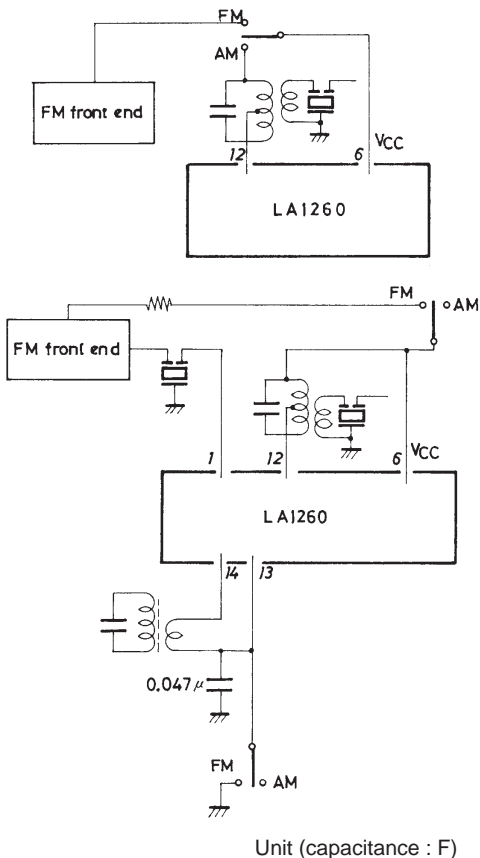 FM
AM
FM front end
12
6
VCC
LA1260
FM
AM
FM front end
1
12
6
VCC
LA1260
14
13
0.047μ
FM
AM
Unit (capacitance : F)